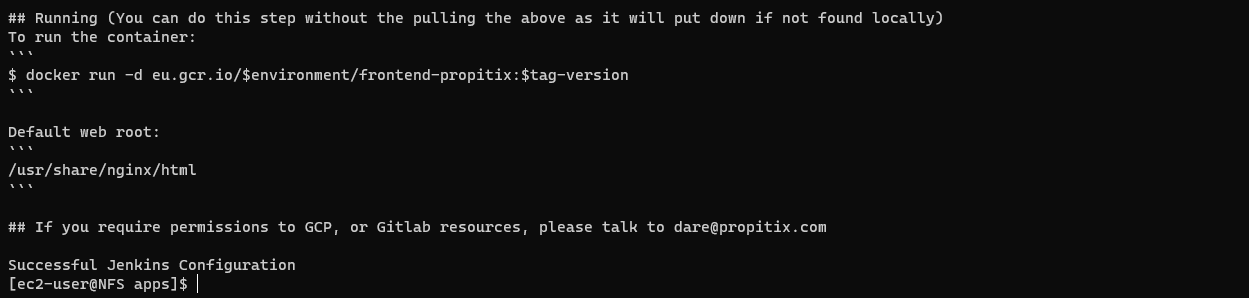 ## Running (You can do this step without the pulling the above as it will put down if not found locally)
To run the container:
```
$ docker run -d eu.gcr.io/$environment/frontend-propitix:$tag-version
```
Default web root:
```
/usr/share/nginx/html
```
## If you require permissions to GCP, or Gitlab resources, please talk to dare@propitix.com
Successful Jenkins Configuration
[ec2-user@NFS apps]$